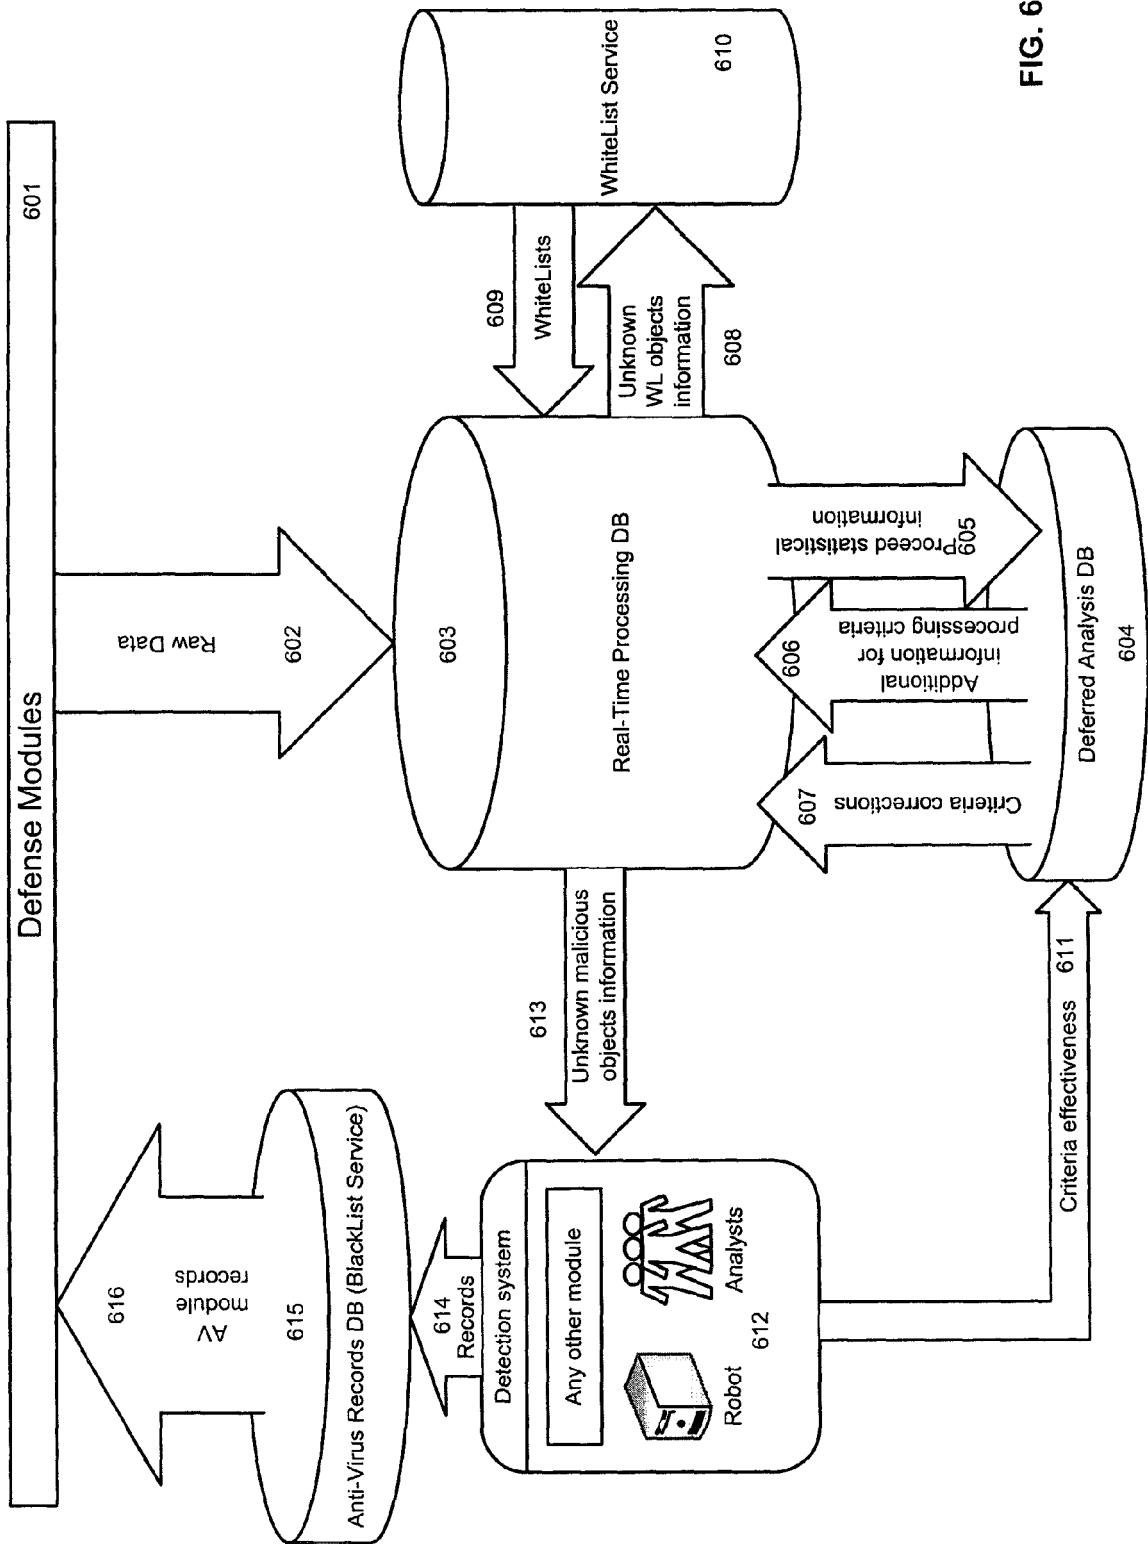 Defense Modules
601
616
AV
module
records
615
Anti-Virus Records DB (BlackList Service)
614
Records
Detection system
Any other module
Robot
Analysts
612
Raw Data
602
603
Real-Time Processing DB
613
Unknown malicious
objects information
609
WhiteLists
Unknown
WL objects
information
608
WhiteList Service
610
607
Criteria corrections
606
Additional
information for
processing criteria
605
Proceed statistical
information
Deferred Analysis DB
604
Criteria effectiveness
611
FIG. 6